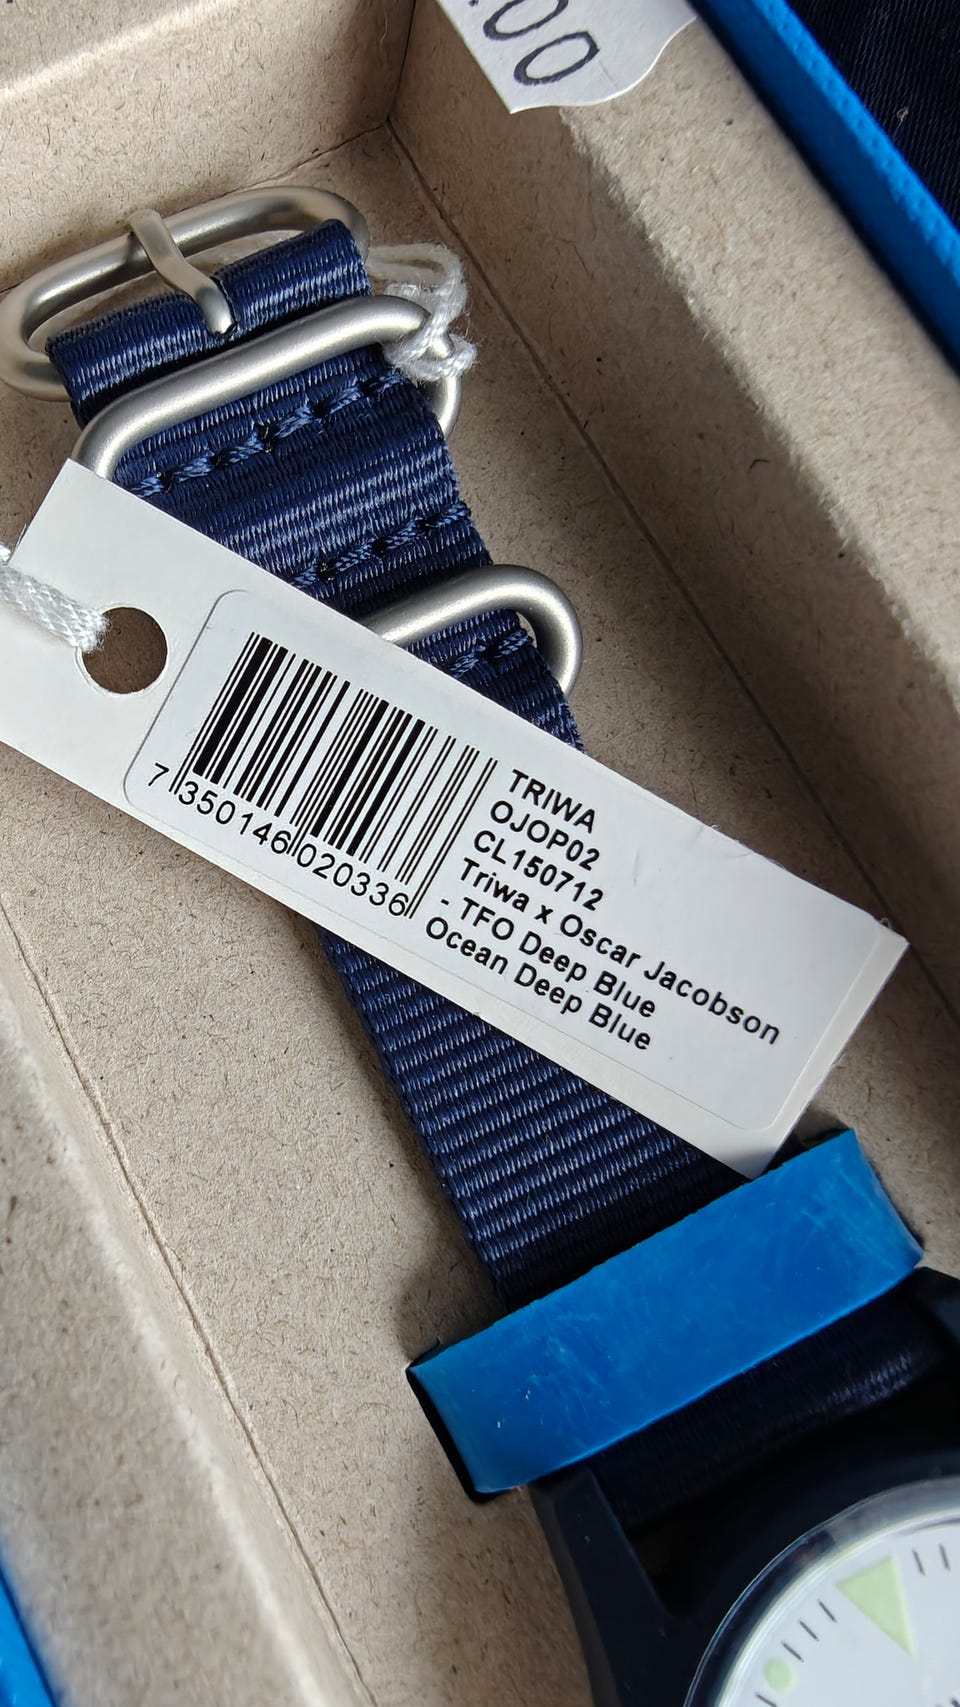 .00
7 350146 020336
TRIWA
OJOP02
CL150712
Triwa x Oscar Jacobson
- TFO Deep Blue
Ocean Deep Blue